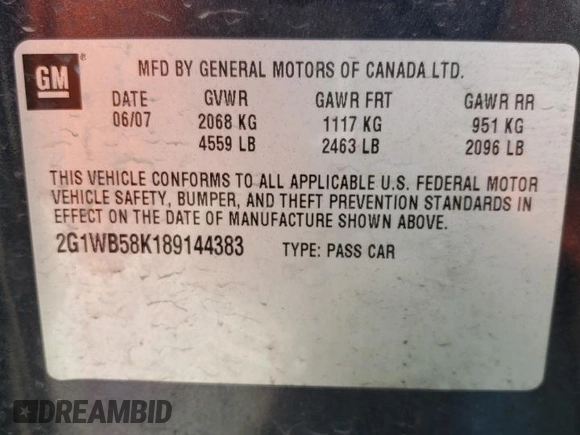 GM
MFD BY GENERAL MOTORS OF CANADA LTD.
DATE GVWR GAWR FRT GAWR RR
06/07 2068 KG 1117 KG 951 KG
4559 LB 2463 LB 2096 LB
THIS VEHICLE CONFORMS TO ALL APPLICABLE U.S. FEDERAL MOTOR
VEHICLE SAFETY, BUMPER, AND THEFT PREVENTION STANDARDS IN
EFFECT ON THE DATE OF MANUFACTURE SHOWN ABOVE.
2G1WB58K189144383 TYPE: PASS CAR
DREAMBID